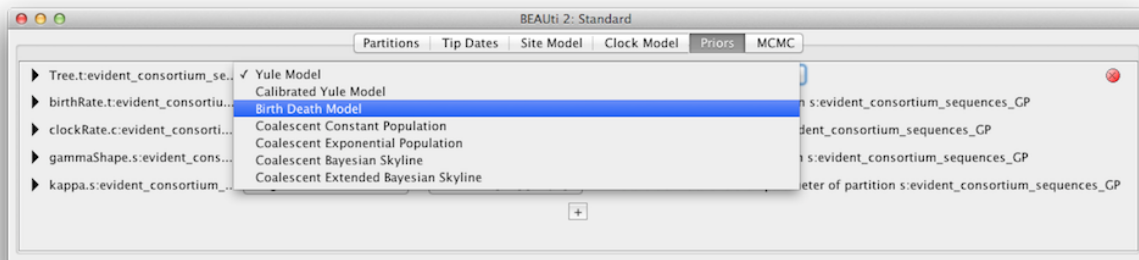 BEAUti 2: Standard
Partitions Tip Dates Site Model Clock Model Priors MCMC
Tree.t:evident_consortium_se.. ✓ Yule Model
Calibrated Yule Model
birthRate.t:evident_consortiu... Birth Death Model n s:evident_consortium_sequences_GP
Coalescent Constant Population
clockRate.c:evident_consorti... dent_consortium_sequences_GP
Coalescent Exponential Population
gammaShape.s:evident_cons... Coalescent Bayesian Skyline s:evident_consortium_sequences_GP
Coalescent Extended Bayesian Skyline
kappa.s:evident_consortium_... eter of partition s:evident_consortium_sequences_GP
+